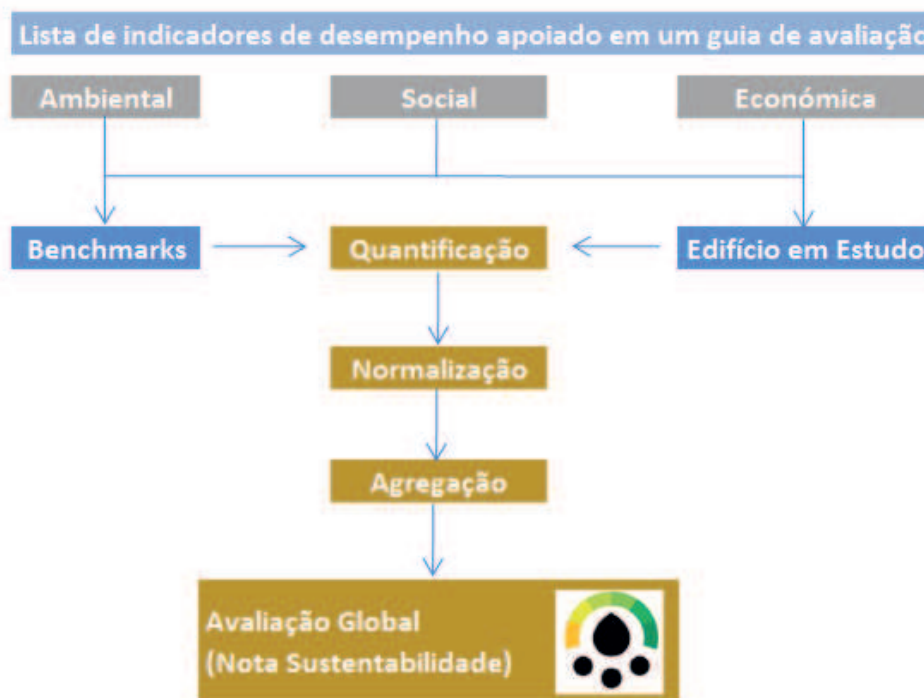 Lista de indicadores de desempenho apoiado em um guia de avaliação
Ambiental
Social
Económica
Benchmarks
Quantificação
Edifício em Estudo
Normalização
Agregação
Avaliação Global
(Nota Sustentabilidade)